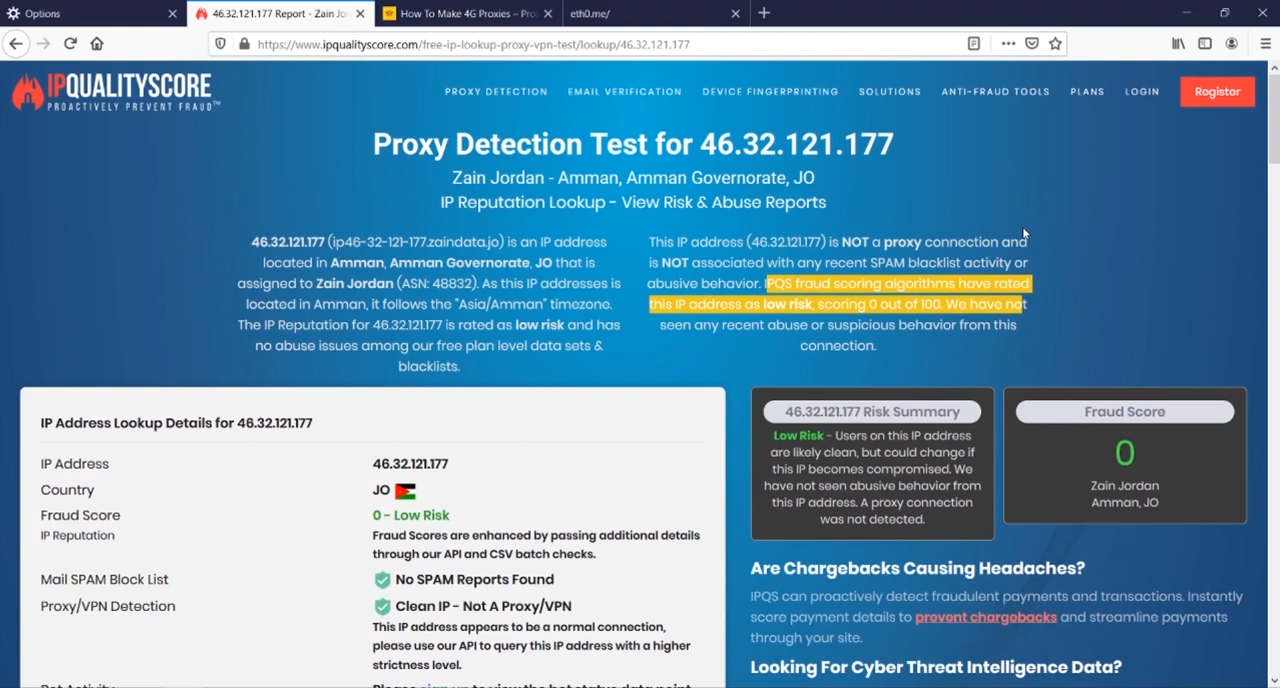 Options
46.32.121.177 Report - Zain Jor
How To Make 4G Proxies – Pro
eth0.me/
https://www.ipqualityscore.com/free-ip-lookup-proxy-vpn-test/lookup/46.32.121.177
IPQUALITYSCORE
PROACTIVELY PREVENT FRAUD™
PROXY DETECTION
EMAIL VERIFICATION
DEVICE FINGERPRINTING
SOLUTIONS
ANTI-FRAUD TOOLS
PLANS
LOGIN
Register
Proxy Detection Test for 46.32.121.177
Zain Jordan - Amman, Amman Governorate, JO
IP Reputation Lookup - View Risk & Abuse Reports
46.32.121.177 (ip46-32-121-177.zaindata.jo) is an IP address
located in Amman, Amman Governorate, JO that is
assigned to Zain Jordan (ASN: 48832). As this IP addresses is
located in Amman, it follows the "Asia/Amman" timezone.
The IP Reputation for 46.32.121.177 is rated as low risk and has
no abuse issues among our free plan level data sets &
blacklists.
This IP address (46.32.121.177) is NOT a proxy connection and
is NOT associated with any recent SPAM blacklist activity or
abusive behavior. IPQS fraud scoring algorithms have rated
this IP address as low risk, scoring 0 out of 100. We have not
seen any recent abuse or suspicious behavior from this
connection.
IP Address Lookup Details for 46.32.121.177
IP Address
46.32.121.177
Country
JO
Fraud Score
0 - Low Risk
IP Reputation
Fraud Scores are enhanced by passing additional details
through our API and CSV batch checks.
Mail SPAM Block List
No SPAM Reports Found
Proxy/VPN Detection
Clean IP - Not A Proxy/VPN
This IP address appears to be a normal connection,
please use our API to query this IP address with a higher
strictness level.
Bot Activity
Please sign up to view the bot status data point
46.32.121.177 Risk Summary
Low Risk - Users on this IP address
are likely clean, but could change if
this IP becomes compromised. We
have not seen abusive behavior from
this IP address. A proxy connection
was not detected.
Fraud Score
0
Zain Jordan
Amman, JO
Are Chargebacks Causing Headaches?
IPQS can proactively detect fraudulent payments and transactions. Instantly
score payment details to prevent chargebacks and streamline payments
through your site.
Looking For Cyber Threat Intelligence Data?